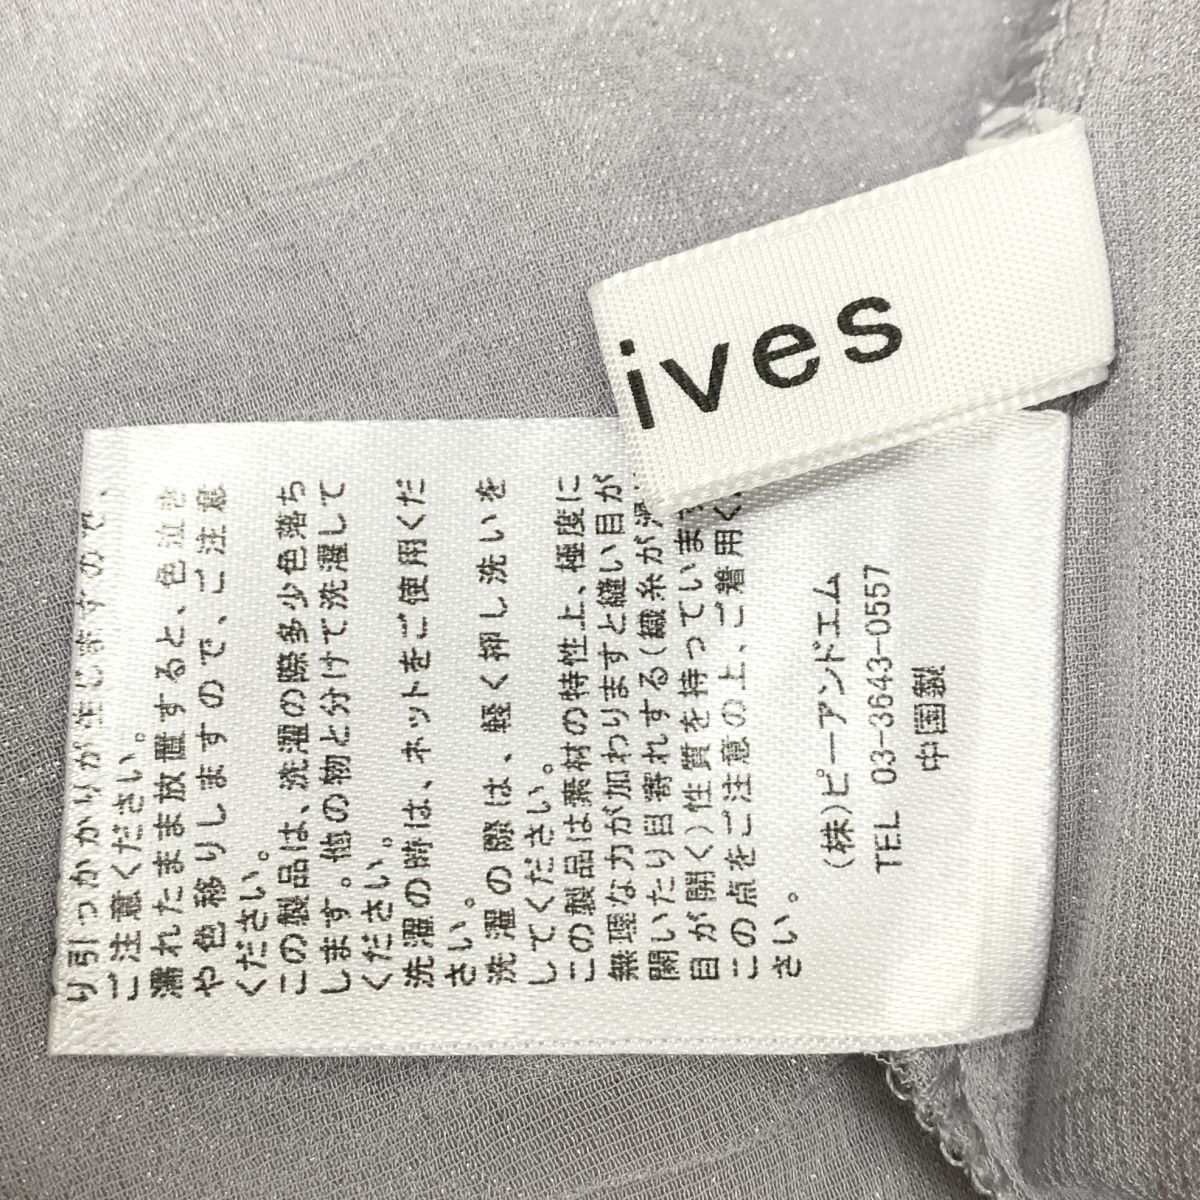 ives
り引っかかりが生じますので、
ご注意ください。
濡れたまま放置すると、色泣き
や色移りしますので、ご注意
ください。
この製品は、洗濯の際多少色落ち
します。他の物と分けて洗濯して
ください。
洗濯の時は、ネットをご使用くだ
さい。
洗濯の際は、軽く押し洗いを
してください。
この製品は素材の特性上、極度に
無理な力が加わりますと縫い目が
開いたり目寄れする(織糸が滑
目が開く)性質を持っています
この点をご注意の上、ご着用く
さい。
(株)ピーアンドエム
TEL 03-3643-0557
中国製